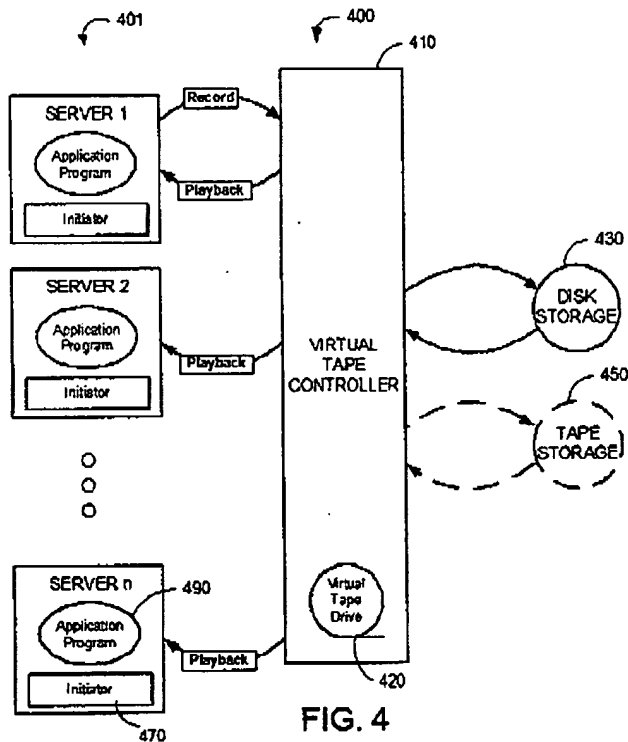 401
400
410
SERVER 1
Application
Program
Initiator
Record
Playback
SERVER 2
Application
Program
Initiator
Playback
VIRTUAL
TAPE
CONTROLLER
430
DISK
STORAGE
450
TAPE
STORAGE
SERVER n
490
Application
Program
Initiator
470
Playback
Virtual
Tape
Drive
420
FIG. 4